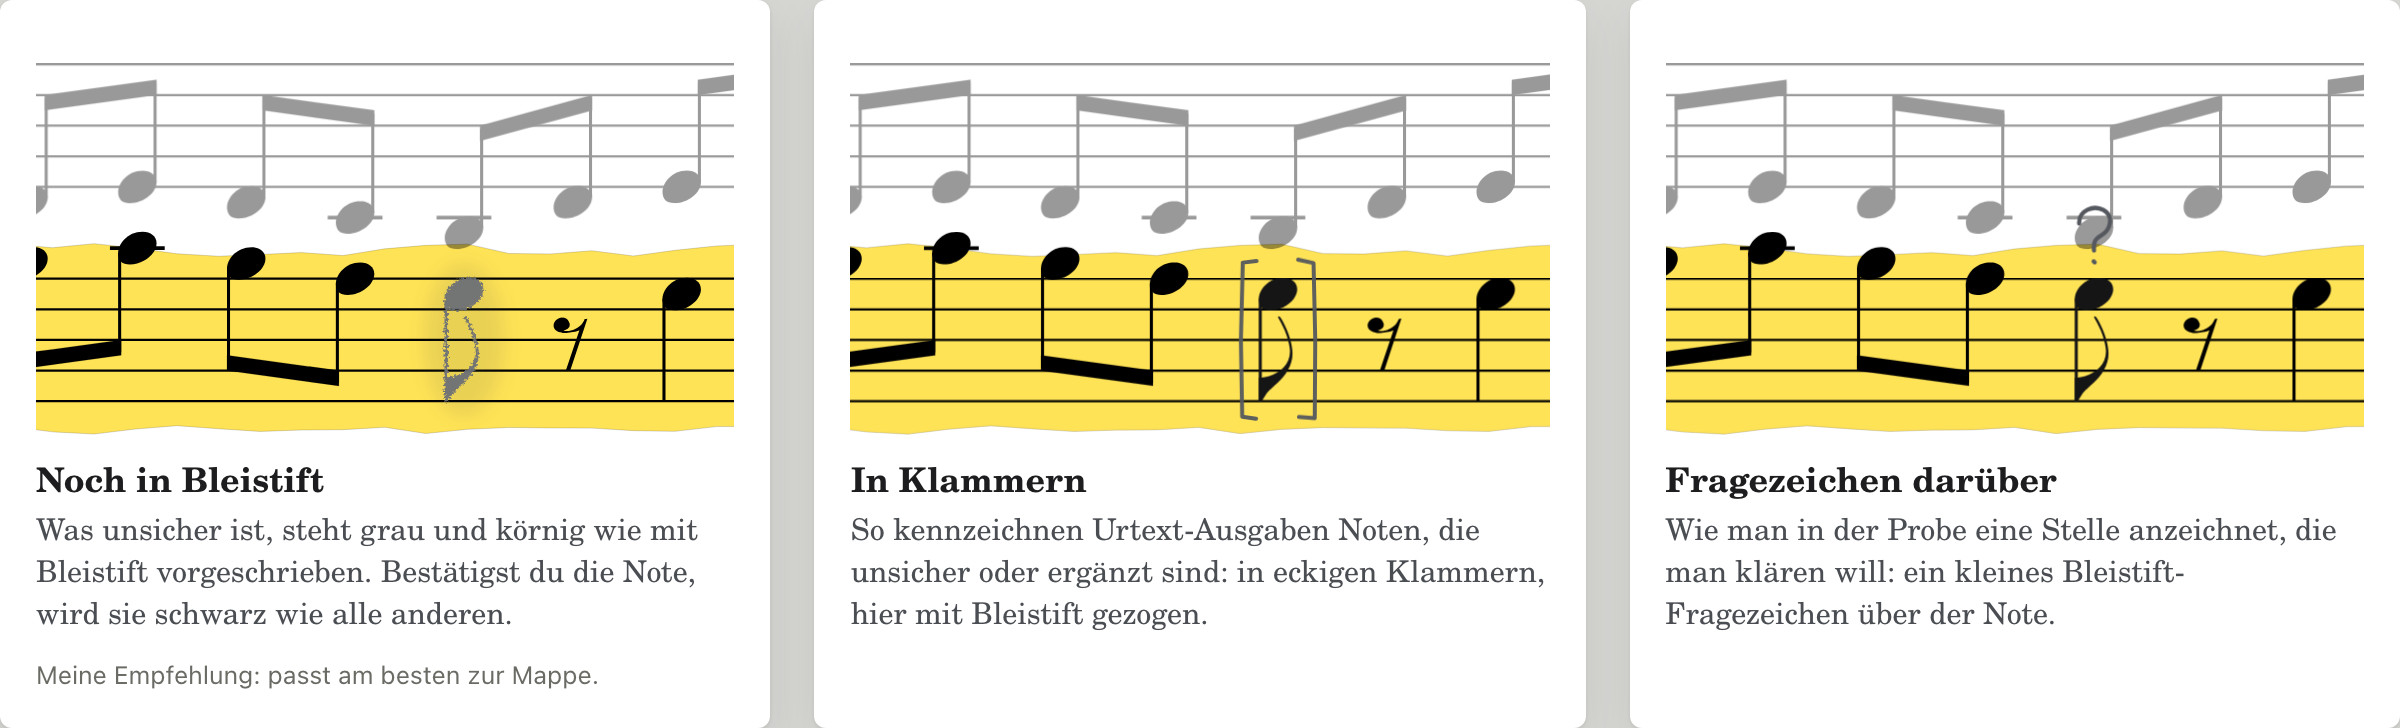 Noch in Bleistift
Was unsicher ist, steht grau und körnig wie mit
Bleistift vorgeschrieben. Bestätigst du die Note,
wird sie schwarz wie alle anderen.
Meine Empfehlung: passt am besten zur Mappe.
In Klammern
So kennzeichnen Urtext-Ausgaben Noten, die
unsicher oder ergänzt sind: in eckigen Klammern,
hier mit Bleistift gezogen.
?
Fragezeichen darüber
Wie man in der Probe eine Stelle anzeichnet, die
man klären will: ein kleines Bleistift-
Fragezeichen über der Note.